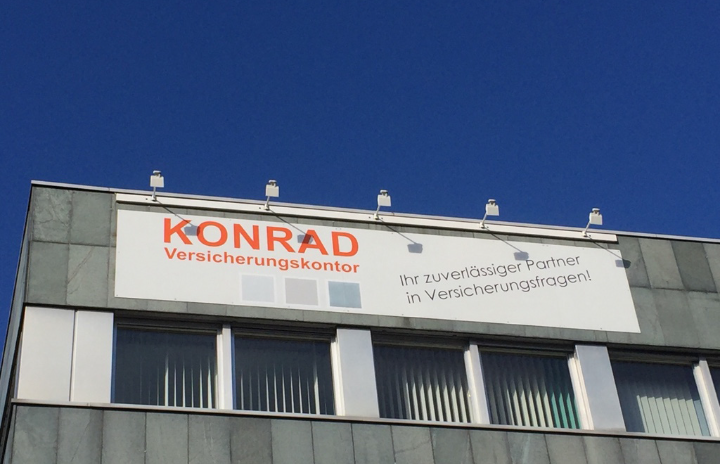 KONRAD
Versicherungskontor
Ihr zuverlässiger Partner
in Versicherungsfragen!